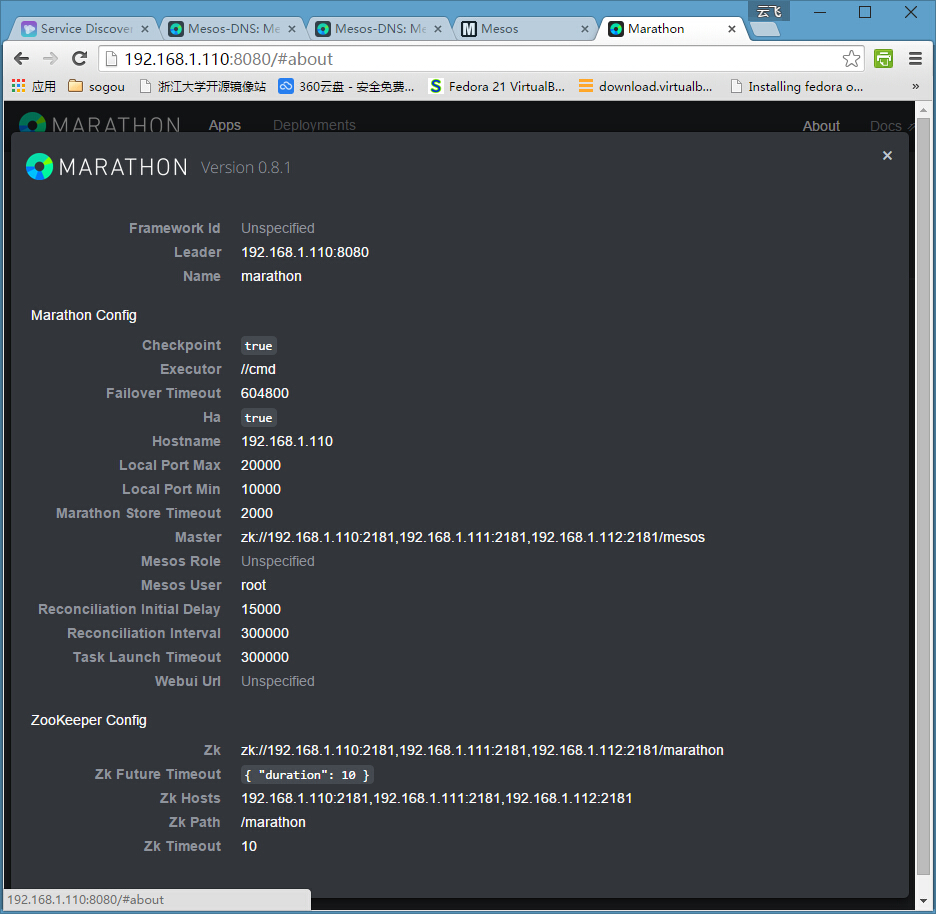 云飞
Service Discover
Mesos-DNS: Me
Mesos-DNS: Me
M Mesos
Marathon
192.168.1.110:8080/#about
应用 sogou 浙江大学开源镜像站 360云盘 - 安全免费... S Fedora 21 VirtualB... download.virtualb... Installing fedora o... »
MARATHON Apps Deployments About Docs
MARATHON Version 0.8.1 ×
Framework Id Unspecified
Leader 192.168.1.110:8080
Name marathon
Marathon Config
Checkpoint true
Executor //cmd
Failover Timeout 604800
Ha true
Hostname 192.168.1.110
Local Port Max 20000
Local Port Min 10000
Marathon Store Timeout 2000
Master zk://192.168.1.110:2181,192.168.1.111:2181,192.168.1.112:2181/mesos
Mesos Role Unspecified
Mesos User root
Reconciliation Initial Delay 15000
Reconciliation Interval 300000
Task Launch Timeout 300000
Webui Url Unspecified
ZooKeeper Config
Zk zk://192.168.1.110:2181,192.168.1.111:2181,192.168.1.112:2181/marathon
Zk Future Timeout { "duration": 10 }
Zk Hosts 192.168.1.110:2181,192.168.1.111:2181,192.168.1.112:2181
Zk Path /marathon
Zk Timeout 10
192.168.1.110:8080/#about